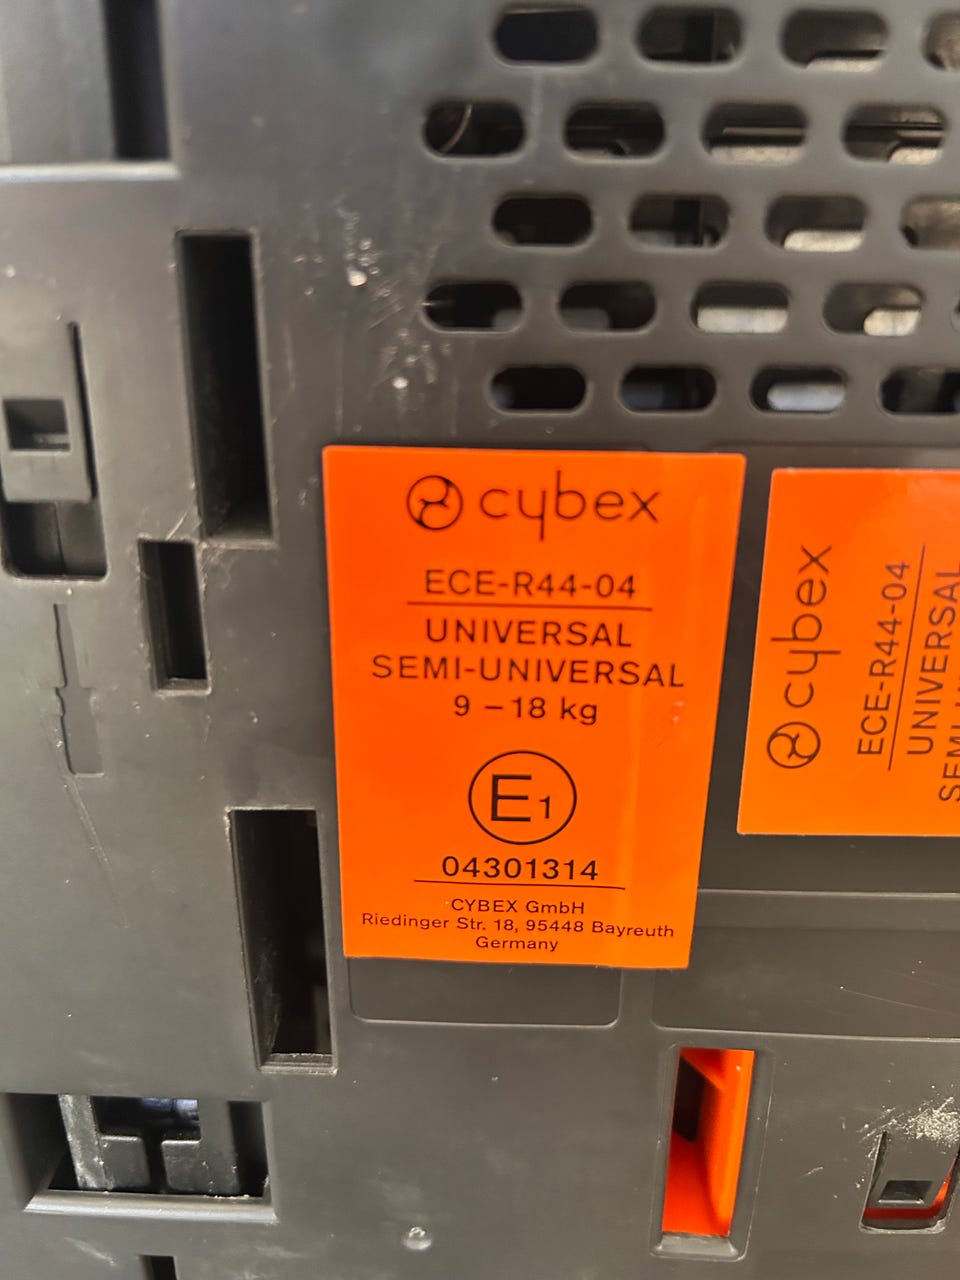 cybex
ECE-R44-04
UNIVERSAL
SEMI-UNIVERSAL
9 – 18 kg
E1
04301314
CYBEX GmbH
Riedinger Str. 18, 95448 Bayreuth
Germany
cybex
ECE-R44-04
UNIVERSAL